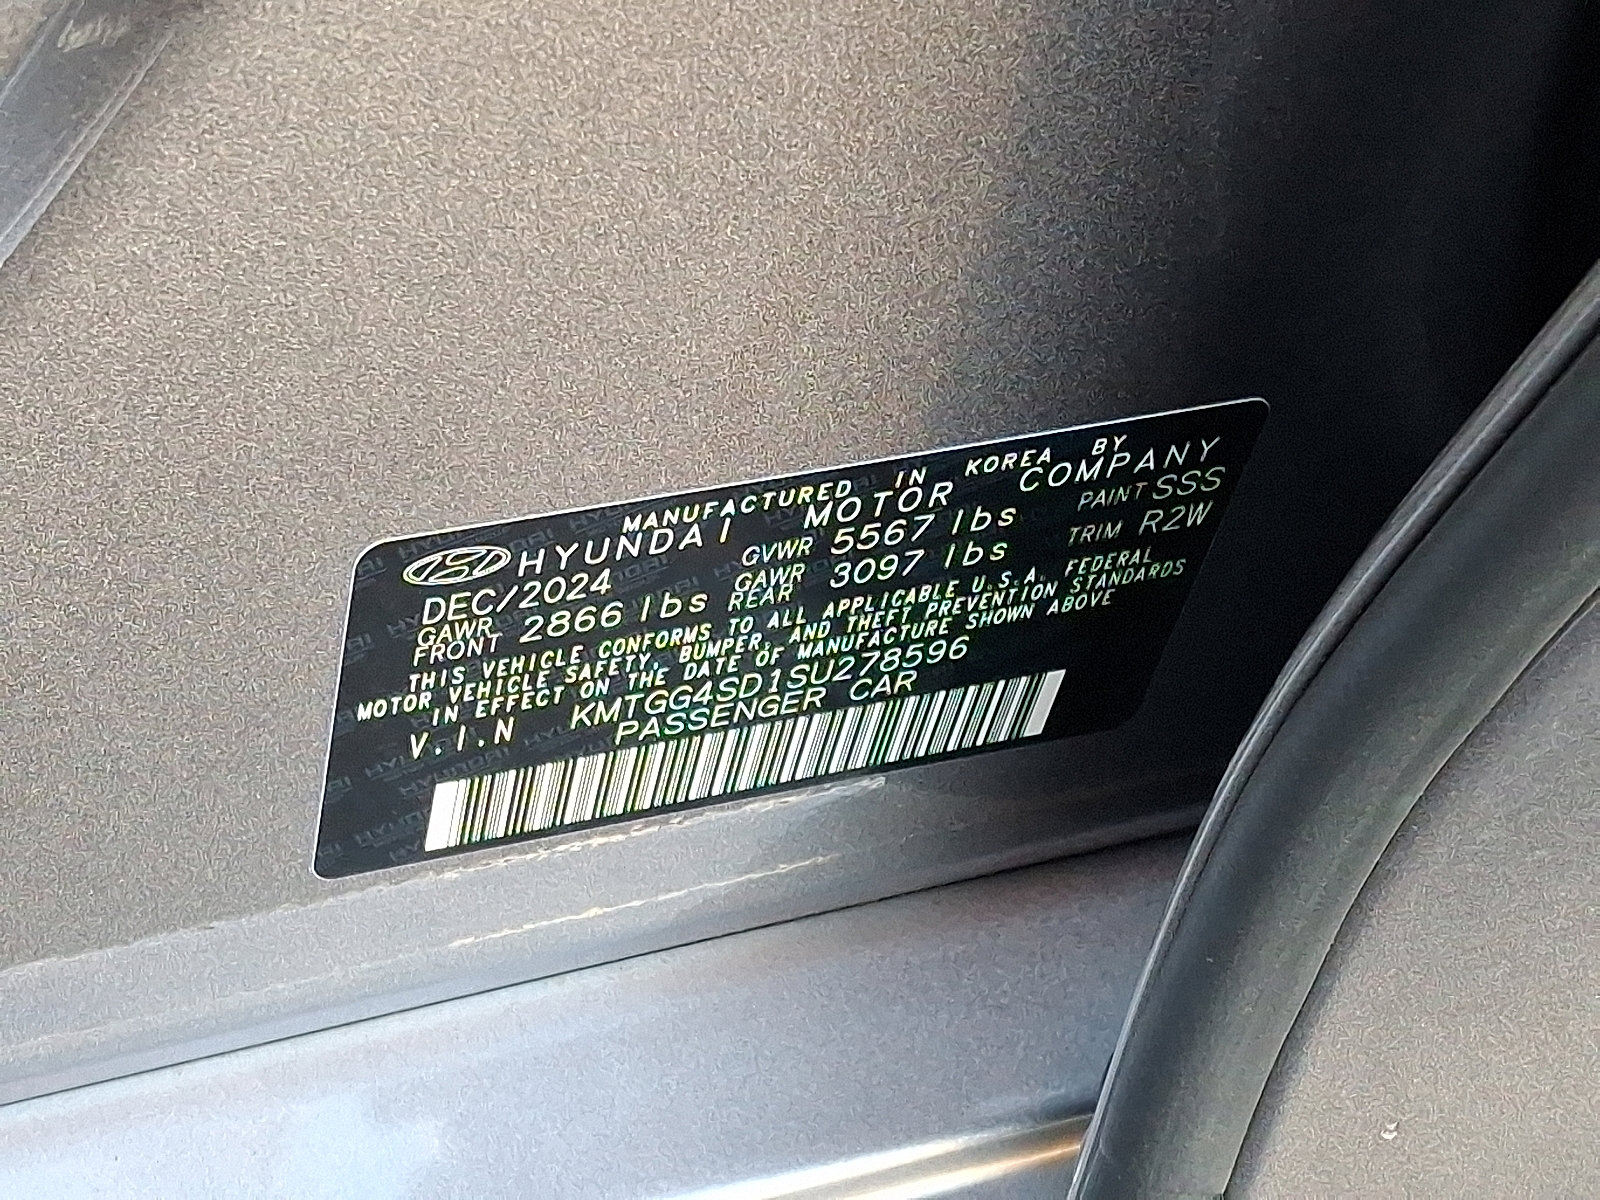 MANUFACTURED IN KOREA BY
HYUNDAI MOTOR COMPANY
DEC/2024 GVWR 5567 lbs PAINT SSS
GAWR FRONT 2866 lbs GAWR REAR 3097 lbs TRIM R2W
THIS VEHICLE CONFORMS TO ALL APPLICABLE U.S.A. FEDERAL
MOTOR VEHICLE SAFETY, BUMPER, AND THEFT PREVENTION STANDARDS
IN EFFECT ON THE DATE OF MANUFACTURE SHOWN ABOVE
V.I.N KMTGG4SD1SU278596
PASSENGER CAR